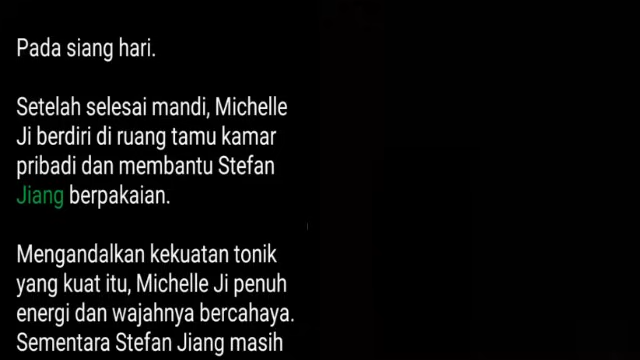 Pada siang hari.
Setelah selesai mandi, Michelle
Ji berdiri di ruang tamu kamar
pribadi dan membantu Stefan
Jiang berpakaian.
Mengandalkan kekuatan tonik
yang kuat itu, Michelle Ji penuh
energi dan wajahnya bercahaya.
Sementara Stefan Jiang masih